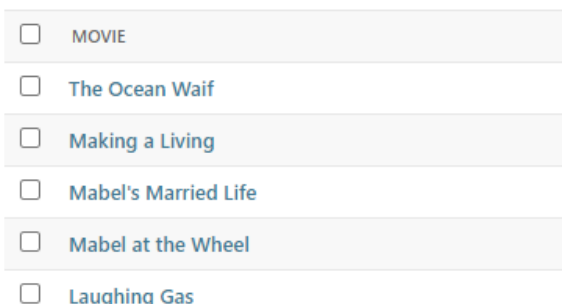 MOVIE
The Ocean Waif
Making a Living
Mabel's Married Life
Mabel at the Wheel
Laughing Gas